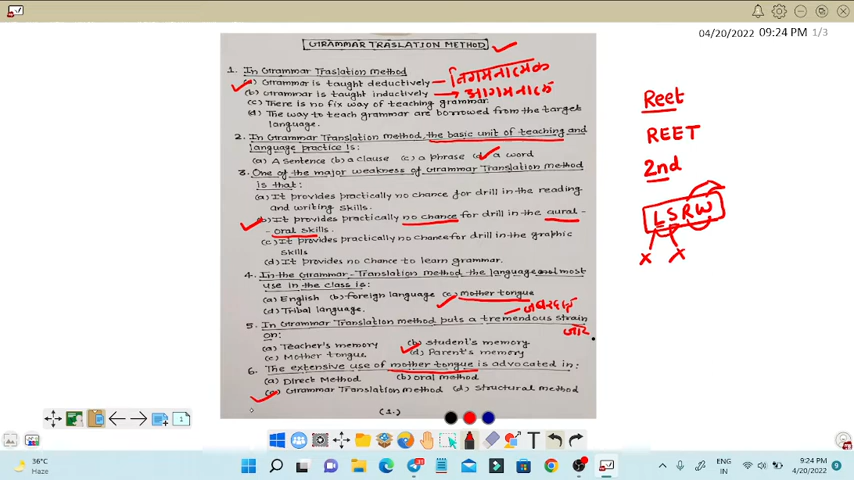 04/20/2022 09:24 PM 1/3
GRAMMAR TRASLATION METHOD
1. In Grammar Traslation Method
(a) Grammar is taught deductively – निगमनात्मक
(b) Grammar is taught inductively → आगमनात्मक
(c) There is no fix way of teaching grammar.
(d) The way to teach grammar are borrowed from the target
language.
2. In Grammar Translation Method, the basic unit of teaching and
language practice is:
(a) A Sentence (b) a clause (c) a phrase (d) a word
3. One of the major weakness of Grammar Translation Method
is that:
(a) It provides practically no chance for drill in the reading
and writing skills.
(b) It provides practically no chance for drill in the aural-
-oral skills.
(c) It provides practically no Chance for drill in the graphic
skills
(d) It provides no Chance to learn grammar.
4. In the Grammar-Translation Method the language and most
use in the class is:
(a) English (b) foreign language (c) Mother tongue
(d) Tribal language.
5. In Grammar Translation Method puts a tremendous strain
on:
(a) Teacher's memory (b) Student's memory
(c) Mother tongue (d) Parent's memory
6. The extensive use of mother tongue is advocated in:
(a) Direct Method (b) oral method
(c) Grammar Translation Method (d) Structural method
(1.)
Reet
REET
2nd
LSRW
x x
1
T
36°C
Haze
ENG
IN
9:24 PM
4/20/2022
9